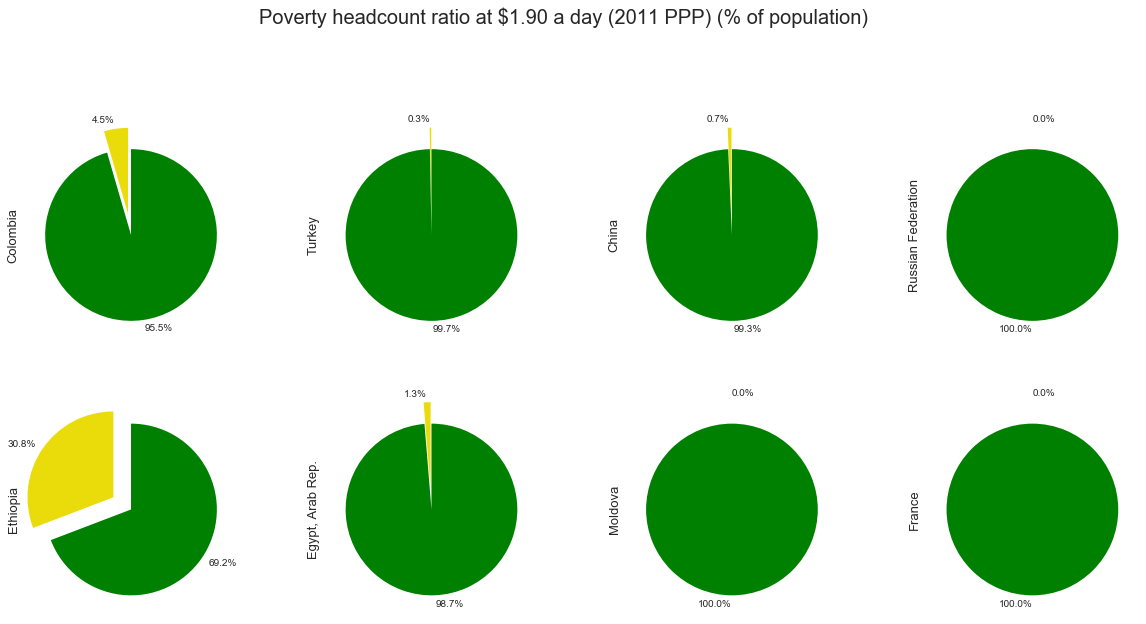 Poverty headcount ratio at $1.90 a day (2011 PPP) (% of population)
4.5%
Colombia
95.5%
0.3%
Turkey
99.7%
0.7%
China
99.3%
0.0%
Russian Federation
100.0%
30.8%
Ethiopia
69.2%
1.3%
Egypt, Arab Rep.
98.7%
0.0%
Moldova
100.0%
0.0%
France
100.0%